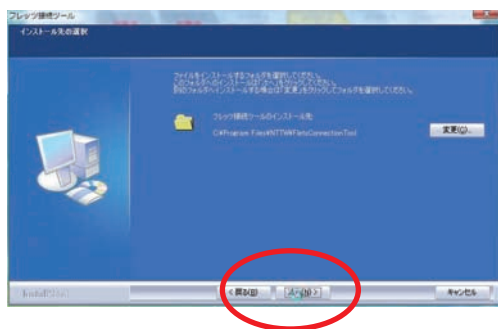 フレッツ接続ツール
インストール先の選択
ファイルをインストールするフォルダを選択してください。
このフォルダへのインストールは「次へ」をクリックしてください。
別のフォルダへインストールする場合は「変更」をクリックしてフォルダを選択してください。
フレッツ接続ツールのインストール先
C:¥Program Files¥NTTW¥FletsConnectionTool
変更(C)...
< 戻る(B)
次へ(N) >
キャンセル